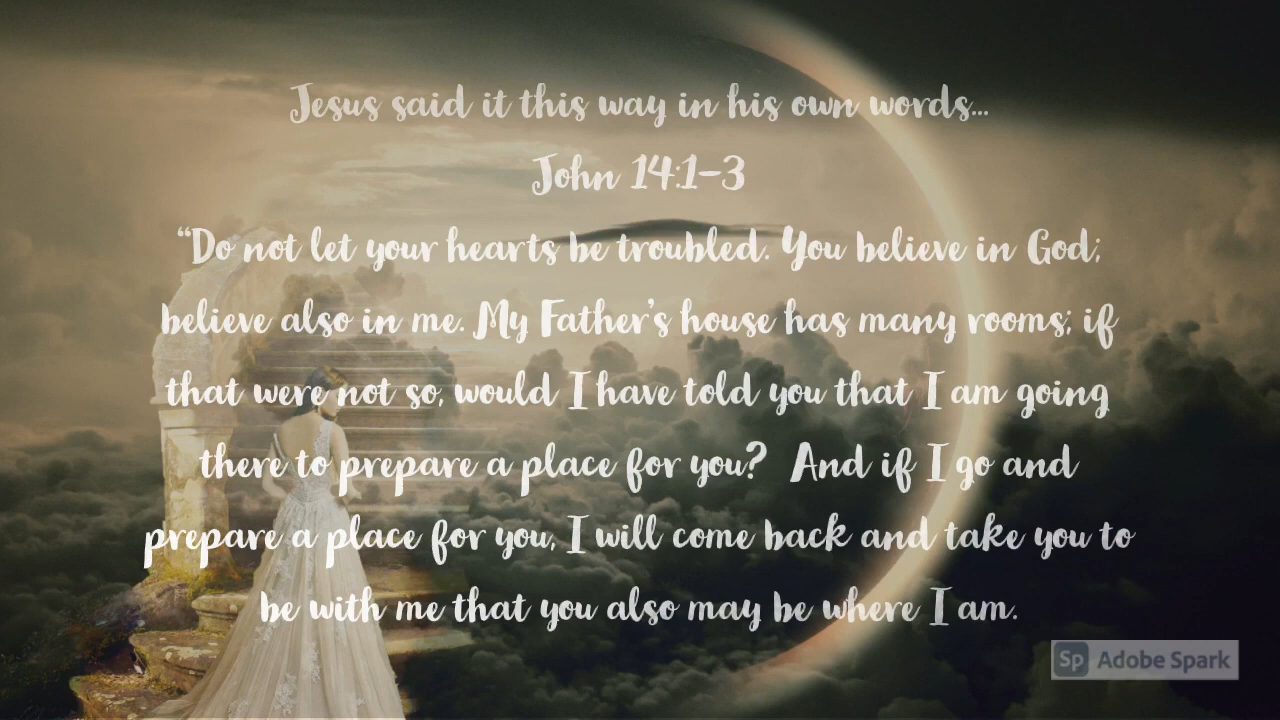 Jesus said it this way in his own words...
John 14:1-3
“Do not let your hearts be troubled. You believe in God;
believe also in me. My Father’s house has many rooms; if
that were not so, would I have told you that I am going
there to prepare a place for you? And if I go and
prepare a place for you, I will come back and take you to
be with me that you also may be where I am.
Sp Adobe Spark